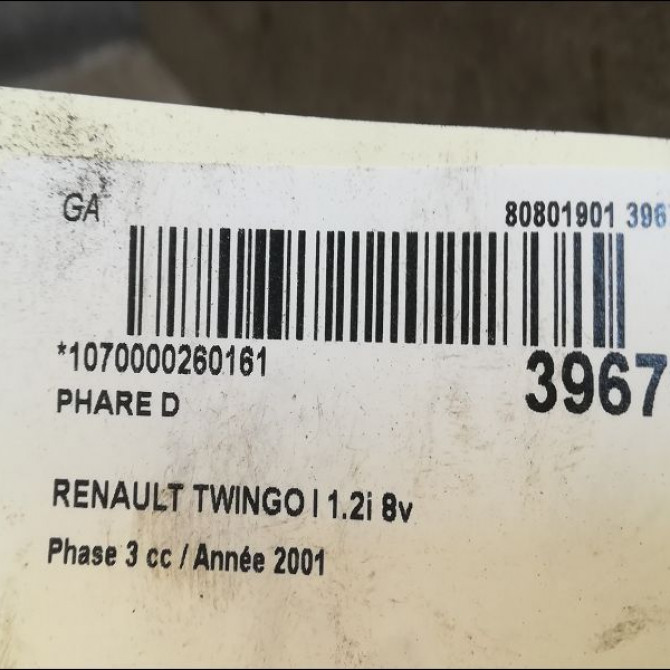 GA
80801901 396
*1070000260161
3967
PHARE D
RENAULT TWINGO I 1.2i 8v
Phase 3 cc / Année 2001